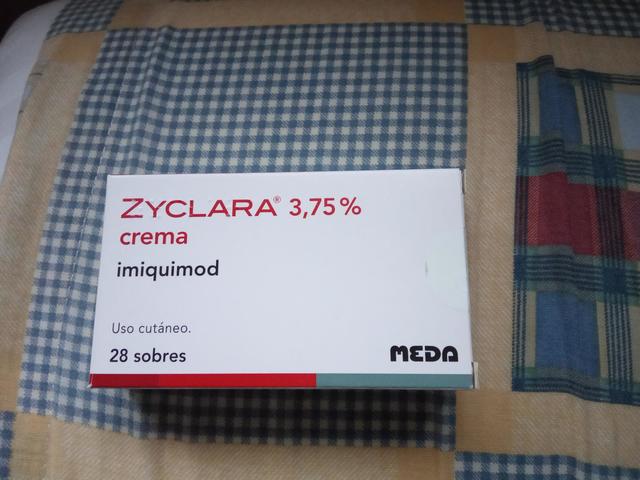 ZYCLARA® 3,75%
crema
imiquimod
Uso cutáneo.
28 sobres
MEDA